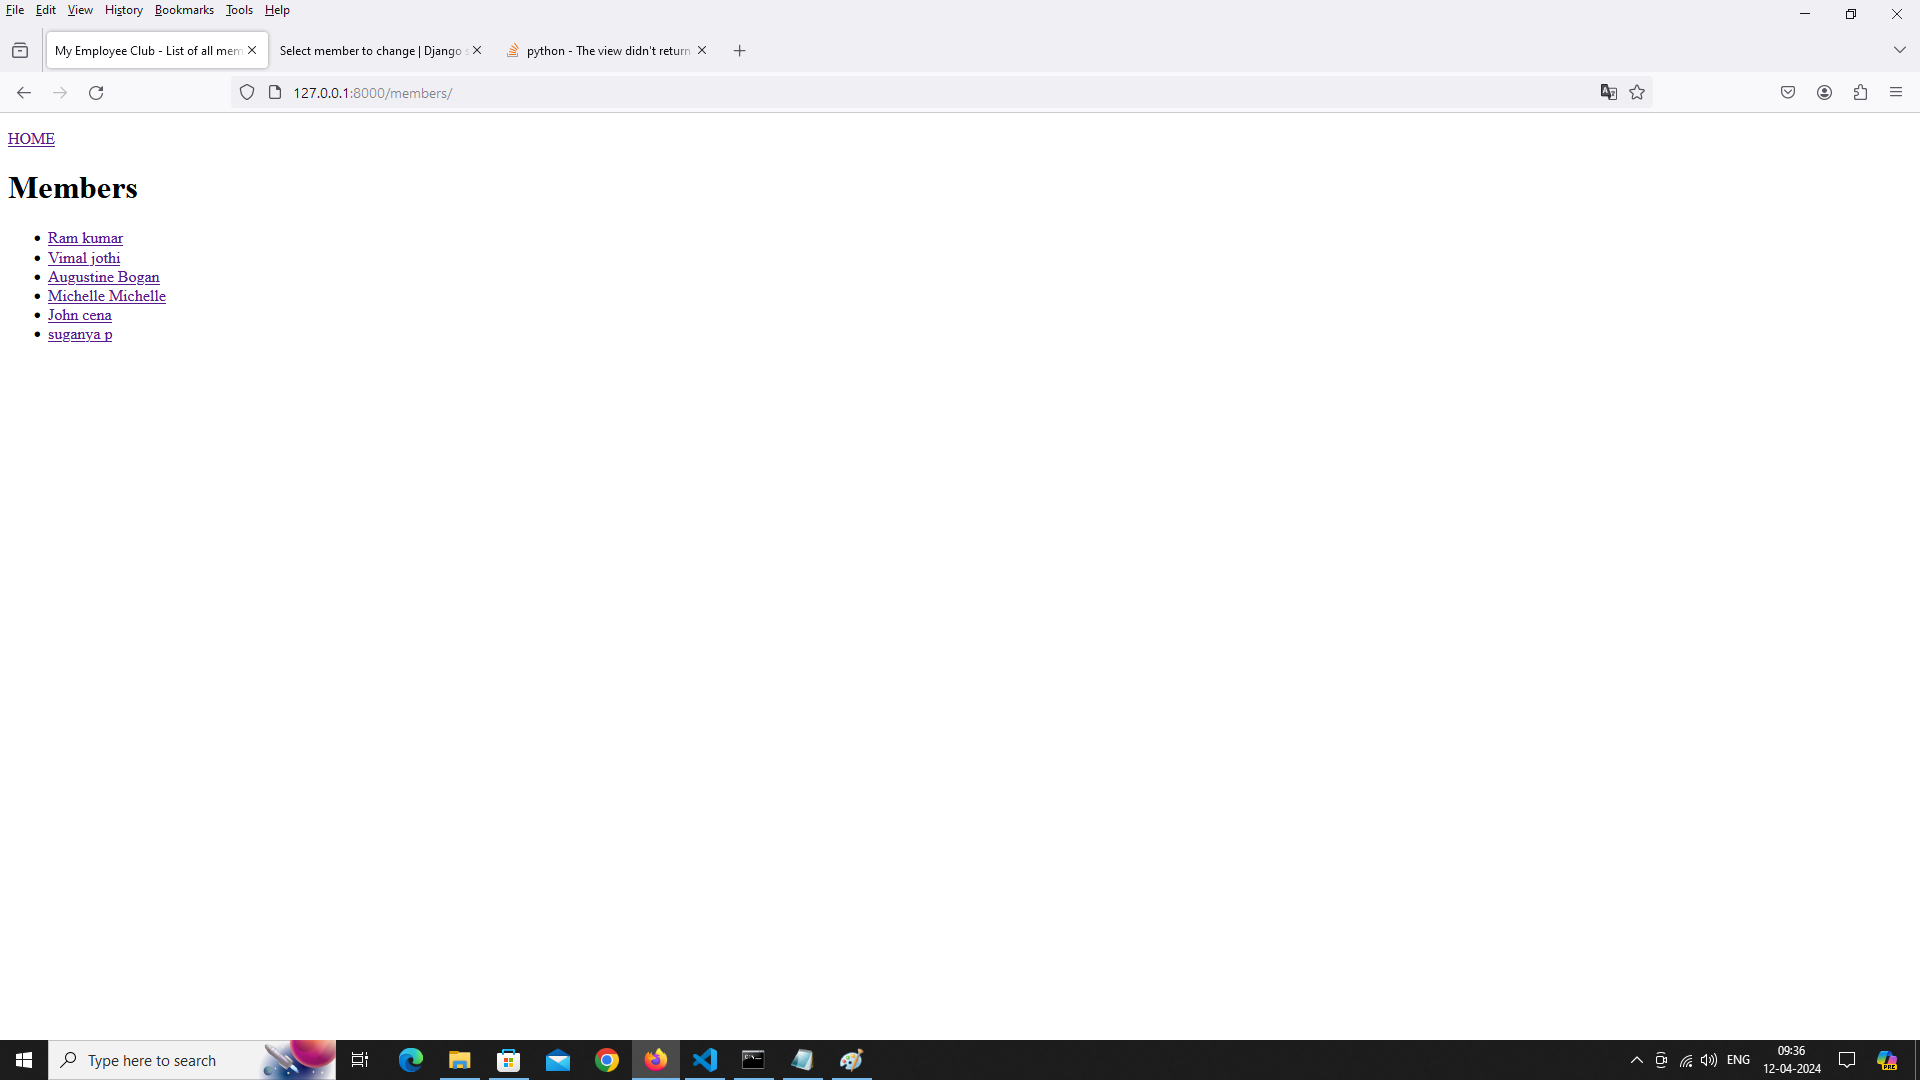 File Edit View History Bookmarks Tools Help
My Employee Club - List of all mem
Select member to change | Django s
python - The view didn't return
127.0.0.1:8000/members/
HOME
Members
Ram kumar
Vimal jothi
Augustine Bogan
Michelle Michelle
John cena
suganya p
Type here to search
ENG
09:36
12-04-2024